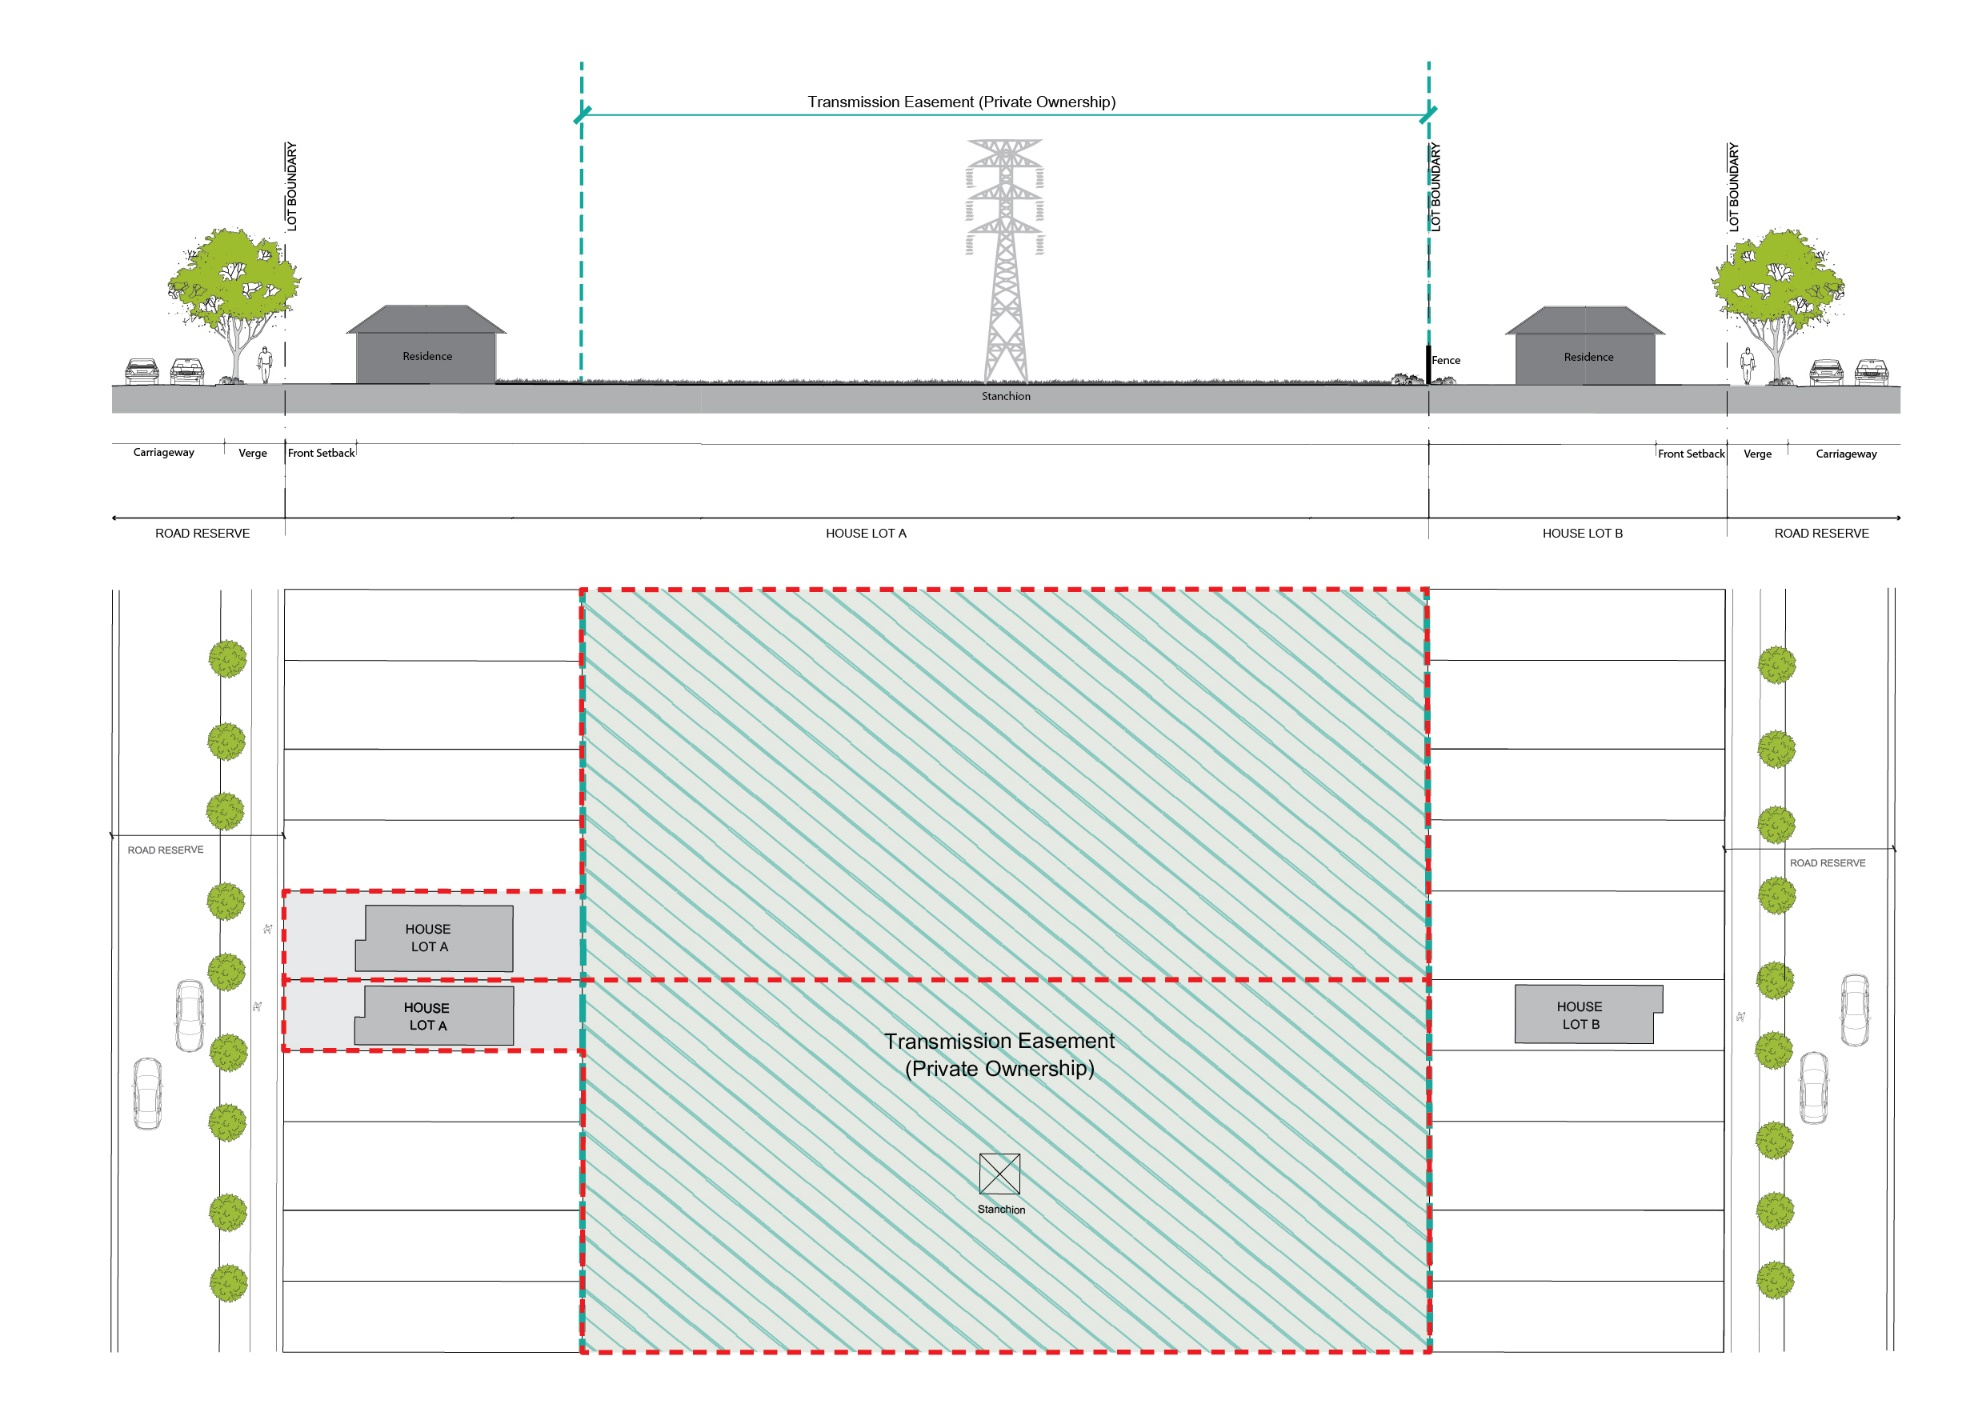 Transmission Easement (Private Ownership)
LOT BOUNDARY
LOT BOUNDARY
LOT BOUNDARY
Residence
Fence
Residence
Stanchion
Carriageway
Verge
Front Setback
Front Setback
Verge
Carriageway
ROAD RESERVE
HOUSE LOT A
HOUSE LOT B
ROAD RESERVE
ROAD RESERVE
ROAD RESERVE
HOUSE
LOT A
HOUSE
LOT A
HOUSE
LOT B
Transmission Easement
(Private Ownership)
Stanchion